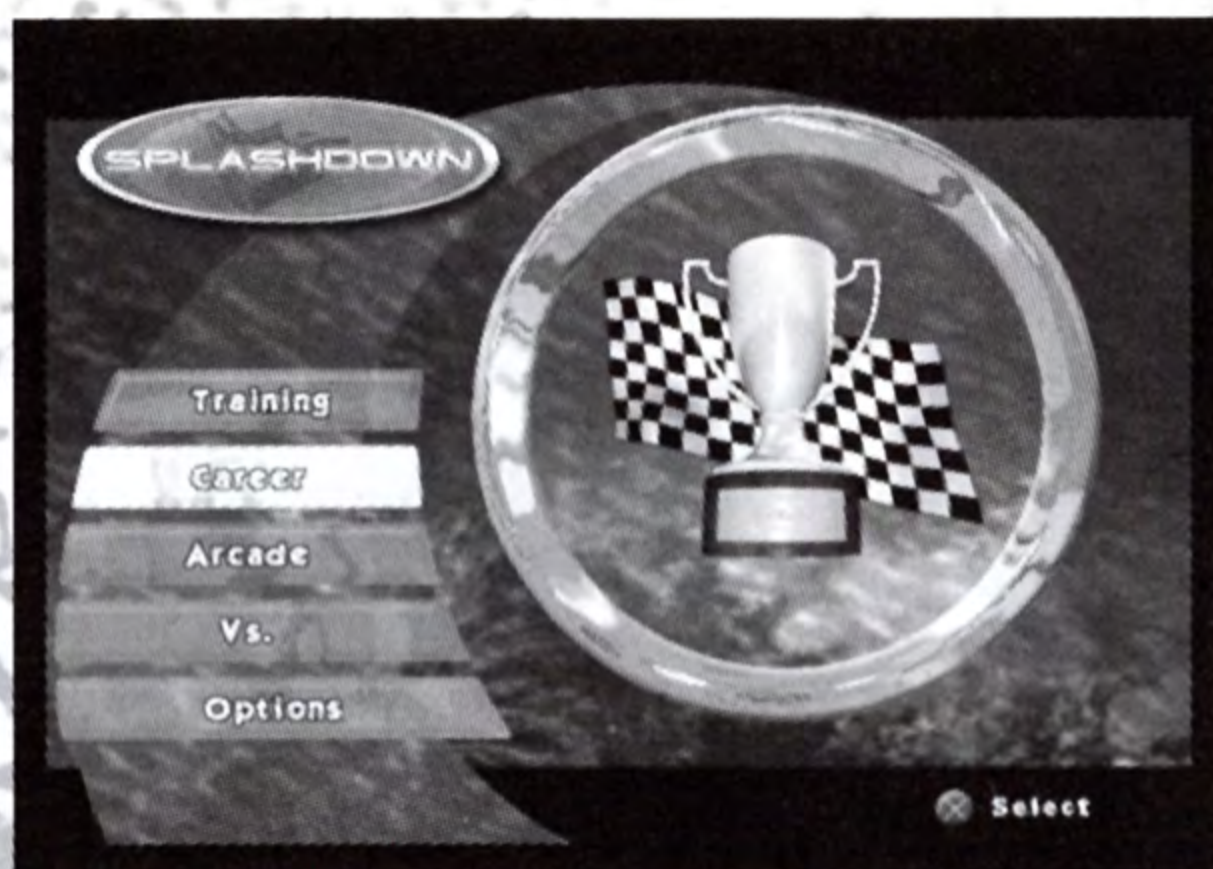 SPLASHDOWN
Training
Career
Arcade
Vs.
Options
Select